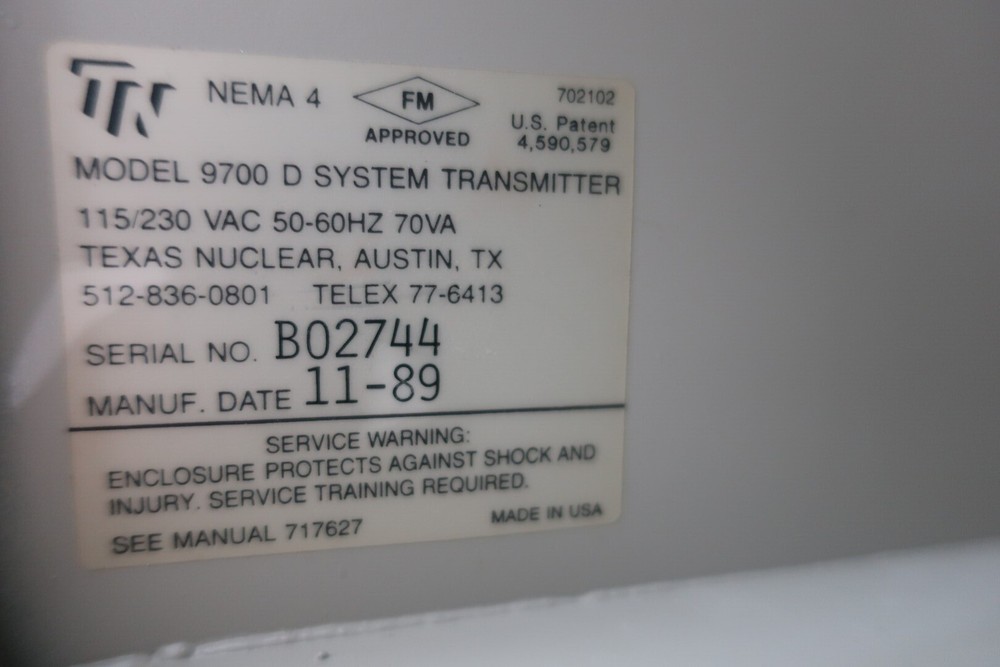 TN NEMA 4 FM APPROVED 702102
U.S. Patent
4,590,579
MODEL 9700 D SYSTEM TRANSMITTER
115/230 VAC 50-60HZ 70VA
TEXAS NUCLEAR, AUSTIN, TX
512-836-0801 TELEX 77-6413
SERIAL NO. B02744
MANUF. DATE 11-89
SERVICE WARNING:
ENCLOSURE PROTECTS AGAINST SHOCK AND
INJURY. SERVICE TRAINING REQUIRED.
SEE MANUAL 717627 MADE IN USA